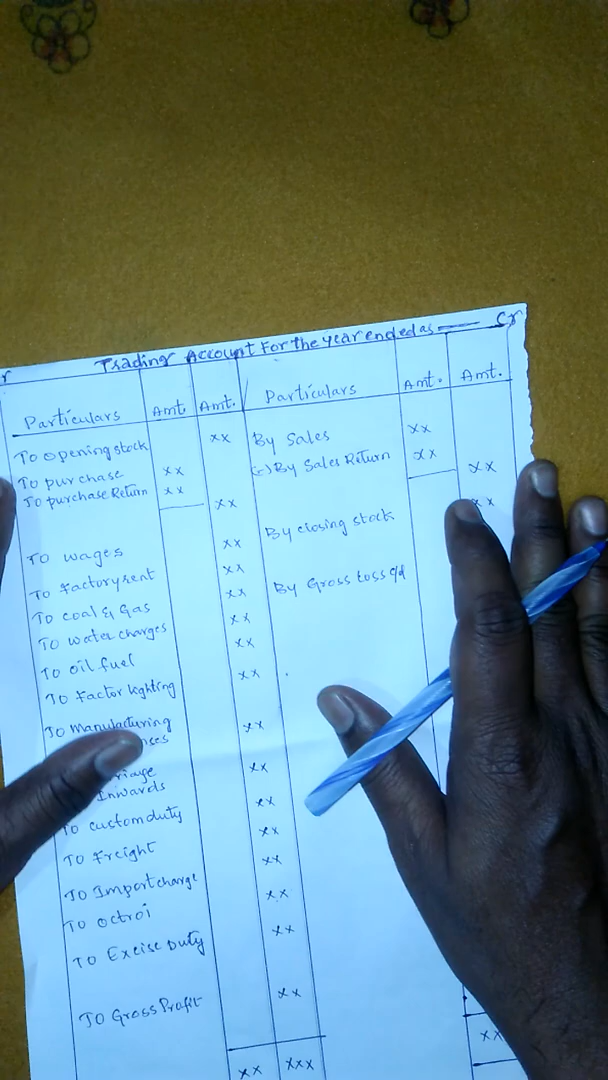 Trading Account For the year ended as Cr
Particulars Amt. Amt. Particulars Amt. Amt.
To opening stock xx By Sales xx
To purchase xx (-) By Sales Return xx xx
To purchase Return xx xx
By closing stock xx
To wages xx
To Factory rent xx By Gross Loss c/d
To coal & Gas xx
To water charges xx
To oil fuel xx
To Factor lighting xx
To Manufacturing xx
Inwards xx
To custom duty xx
To Freight xx
To Import charge xx
To octroi xx
To Excise Duty xx
To Gross Profit xx
xx xxx xx